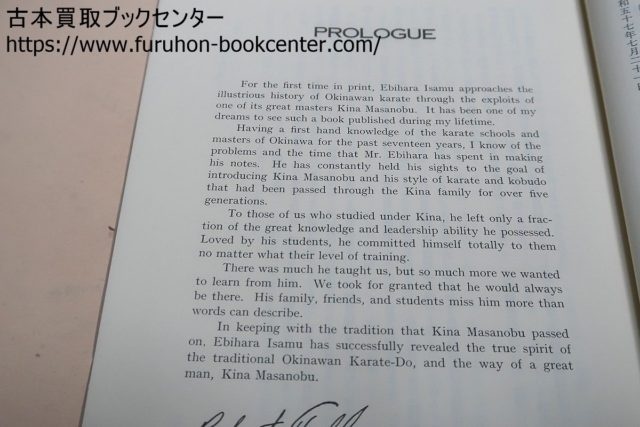 古本買取ブックセンター
https://www.furuhon-bookcenter.com/
PROLOGUE
For the first time in print, Ebihara Isamu approaches the
illustrious history of Okinawan karate through the exploits of
one of its great masters Kina Masanobu. It has been one of my
dreams to see such a book published during my lifetime.
Having a first hand knowledge of the karate schools and
masters of Okinawa for the past seventeen years, I know of the
problems and the time that Mr. Ebihara has spent in making
his notes. He has constantly held his sights to the goal of
introducing Kina Masanobu and his style of karate and kobudo
that had been passed through the Kina family for over five
generations.
To those of us who studied under Kina, he left only a frac-
tion of the great knowledge and leadership ability he possessed.
Loved by his students, he committed himself totally to them
no matter what their level of training.
There was much he taught us, but so much more we wanted
to learn from him. We took for granted that he would always
be there. His family, friends, and students miss him more than
words can describe.
In keeping with the tradition that Kina Masanobu passed
on, Ebihara Isamu has successfully revealed the true spirit of
the traditional Okinawan Karate-Do, and the way of a great
man, Kina Masanobu.
和五十七年七月二十